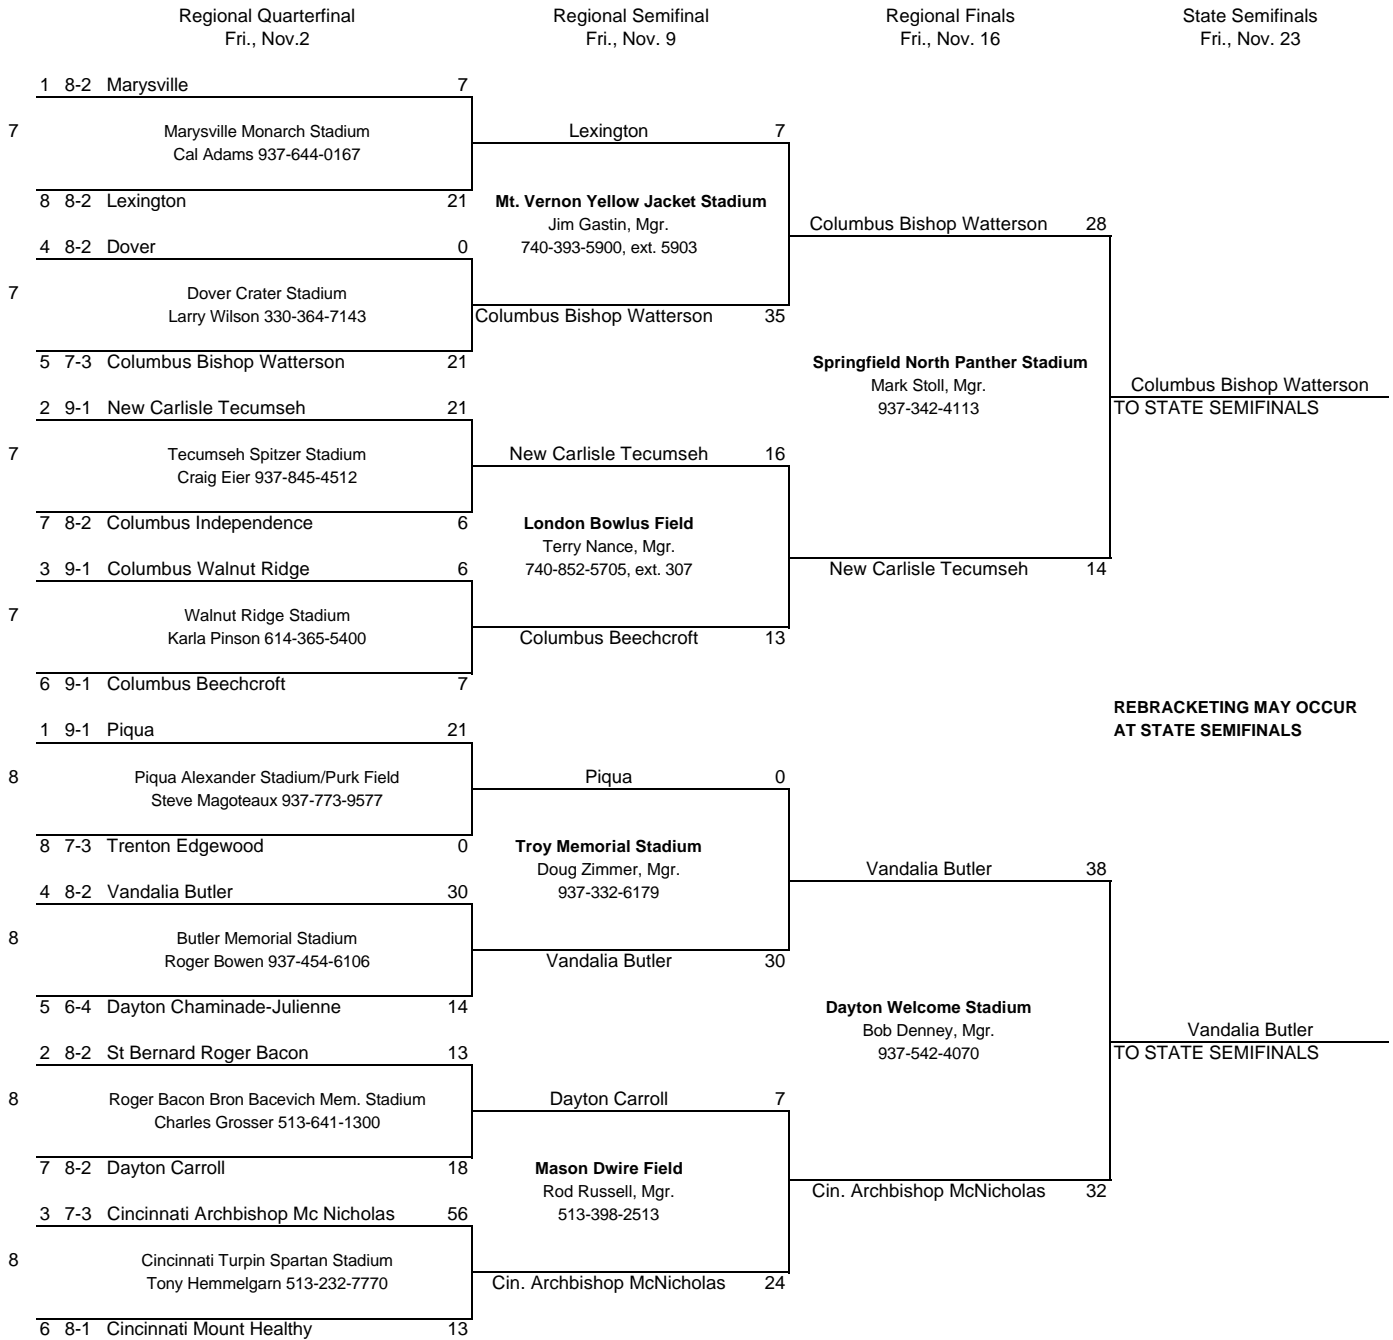 Regional Quarterfinal
Fri., Nov.2
Regional Semifinal
Fri., Nov. 9
Regional Finals
Fri., Nov. 16
State Semifinals
Fri., Nov. 23
1 8-2 Marysville 7
7
Marysville Monarch Stadium
Cal Adams 937-644-0167
8 8-2 Lexington 21
4 8-2 Dover 0
7
Dover Crater Stadium
Larry Wilson 330-364-7143
5 7-3 Columbus Bishop Watterson 21
2 9-1 New Carlisle Tecumseh 21
7
Tecumseh Spitzer Stadium
Craig Eier 937-845-4512
7 8-2 Columbus Independence 6
3 9-1 Columbus Walnut Ridge 6
7
Walnut Ridge Stadium
Karla Pinson 614-365-5400
6 9-1 Columbus Beechcroft 7
1 9-1 Piqua 21
8
Piqua Alexander Stadium/Purk Field
Steve Magoteaux 937-773-9577
8 7-3 Trenton Edgewood 0
4 8-2 Vandalia Butler 30
8
Butler Memorial Stadium
Roger Bowen 937-454-6106
5 6-4 Dayton Chaminade-Julienne 14
2 8-2 St Bernard Roger Bacon 13
8
Roger Bacon Bron Bacevich Mem. Stadium
Charles Grosser 513-641-1300
7 8-2 Dayton Carroll 18
3 7-3 Cincinnati Archbishop Mc Nicholas 56
8
Cincinnati Turpin Spartan Stadium
Tony Hemmelgarn 513-232-7770
6 8-1 Cincinnati Mount Healthy 13
Lexington 7
Mt. Vernon Yellow Jacket Stadium
Jim Gastin, Mgr.
740-393-5900, ext. 5903
Columbus Bishop Watterson 35
New Carlisle Tecumseh 16
London Bowlus Field
Terry Nance, Mgr.
740-852-5705, ext. 307
Columbus Beechcroft 13
Piqua 0
Troy Memorial Stadium
Doug Zimmer, Mgr.
937-332-6179
Vandalia Butler 30
Dayton Carroll 7
Mason Dwire Field
Rod Russell, Mgr.
513-398-2513
Cin. Archbishop McNicholas 24
Columbus Bishop Watterson 28
Springfield North Panther Stadium
Mark Stoll, Mgr.
937-342-4113
New Carlisle Tecumseh 14
Vandalia Butler 38
Dayton Welcome Stadium
Bob Denney, Mgr.
937-542-4070
Cin. Archbishop McNicholas 32
Columbus Bishop Watterson
TO STATE SEMIFINALS
REBRACKETING MAY OCCUR
AT STATE SEMIFINALS
Vandalia Butler
TO STATE SEMIFINALS